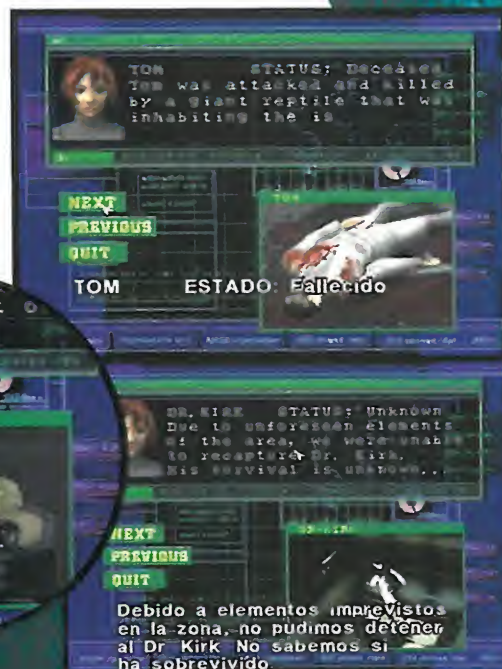 TOM STATUS: Deceased
Tom was attacked and killed
by a giant reptile that was
inhabiting the is
TOM
NEXT
PREVIOUS
QUIT
TOM ESTADO: Fallecido
DR. KIRK STATUS: Unknown
Due to unforeseen elements
of the area, we were unable
to recapture Dr. Kirk.
His survival is unknown...
DR. KIRK
NEXT
PREVIOUS
QUIT
Debido a elementos imprevistos
en la zona, no pudimos detener
al Dr Kirk No sabemos si
ha sobrevivido